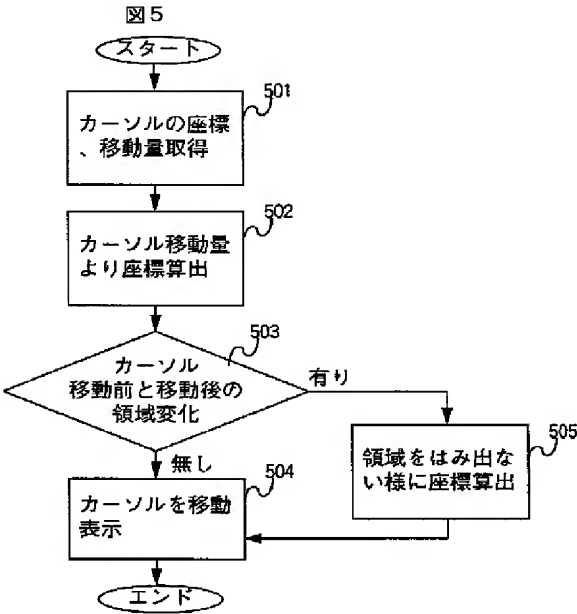 図5
スタート
501
カーソルの座標
、移動量取得
502
カーソル移動量
より座標算出
503
カーソル
移動前と移動後の
領域変化
有り
505
領域をはみ出な
い様に座標算出
無し
504
カーソルを移動
表示
エンド